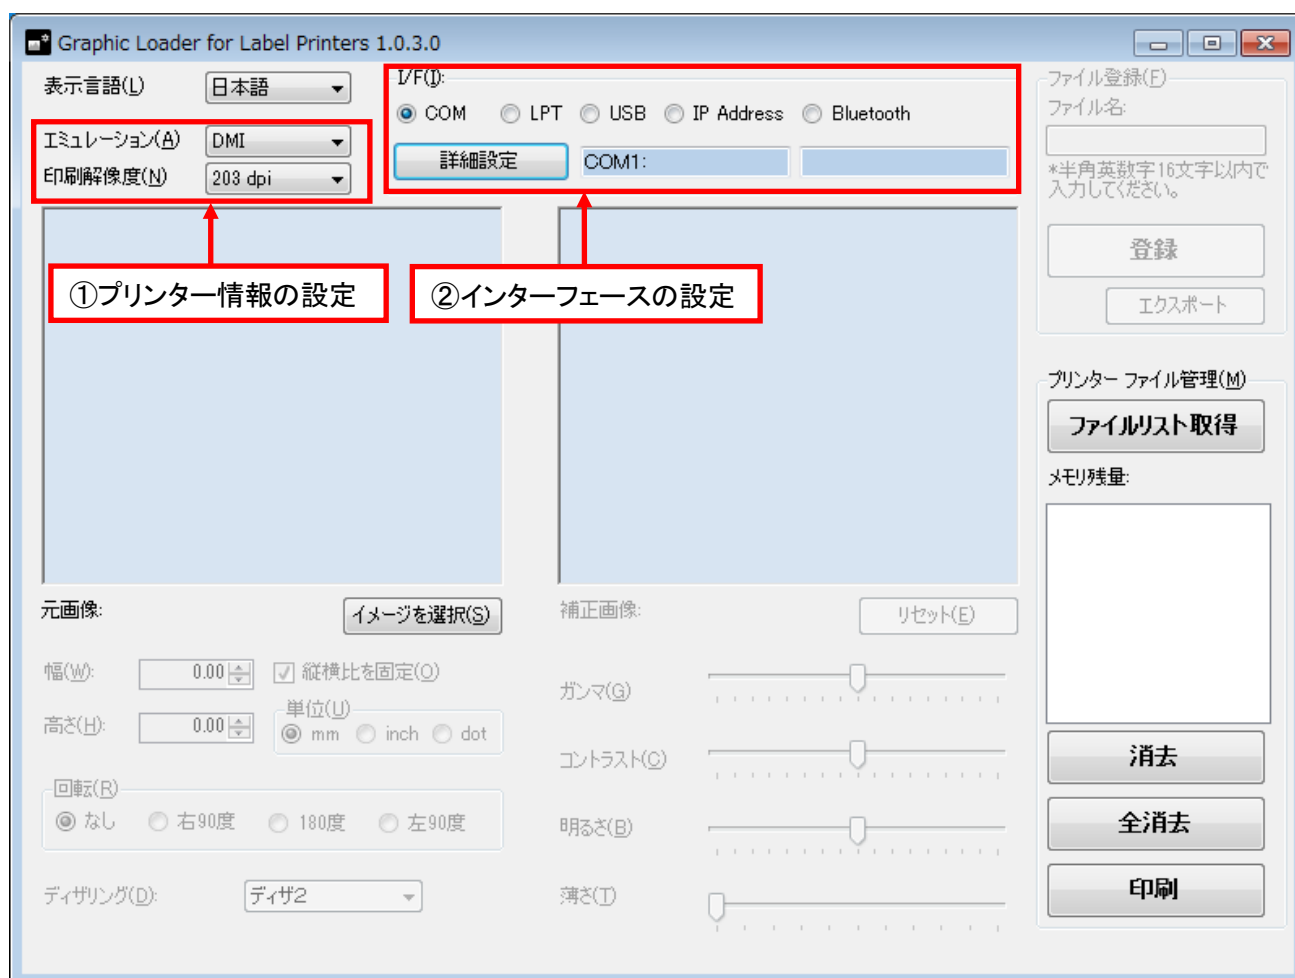 Graphic Loader for Label Printers 1.0.3.0
表示言語(L)
日本語
エミュレーション(A)
DMI
印刷解像度(N)
203 dpi
I/F(I):
COM
LPT
USB
IP Address
Bluetooth
詳細設定
COM1:
ファイル登録(F)
ファイル名:
*半角英数字16文字以内で
入力してください。
登録
エクスポート
①プリンター情報の設定
②インターフェースの設定
プリンター ファイル管理(M)
ファイルリスト取得
メモリ残量:
元画像:
イメージを選択(S)
補正画像:
リセット(E)
幅(W):
0.00
縦横比を固定(O)
高さ(H):
0.00
単位(U)
mm
inch
dot
回転(R)
なし
右90度
180度
左90度
ディザリング(D):
ディザ2
ガンマ(G)
コントラスト(C)
明るさ(B)
薄さ(T)
消去
全消去
印刷